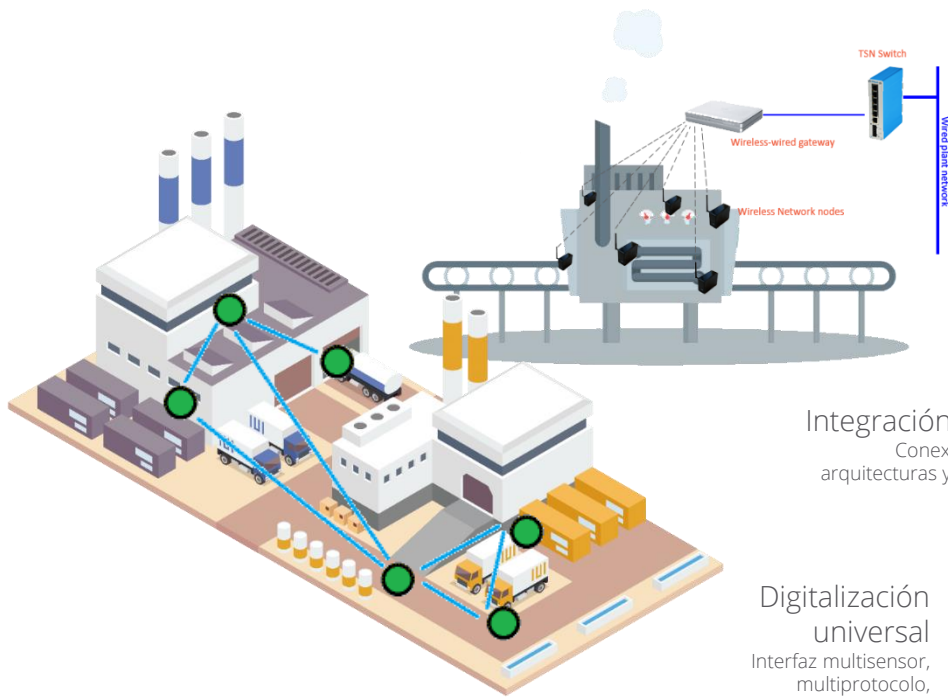 TSN Switch
Wireless-wired gateway
Wired plant network
Wireless Network nodes
Integración
Conex
arquitecturas y
Digitalización
universal
Interfaz multisensor,
multiprotocolo,